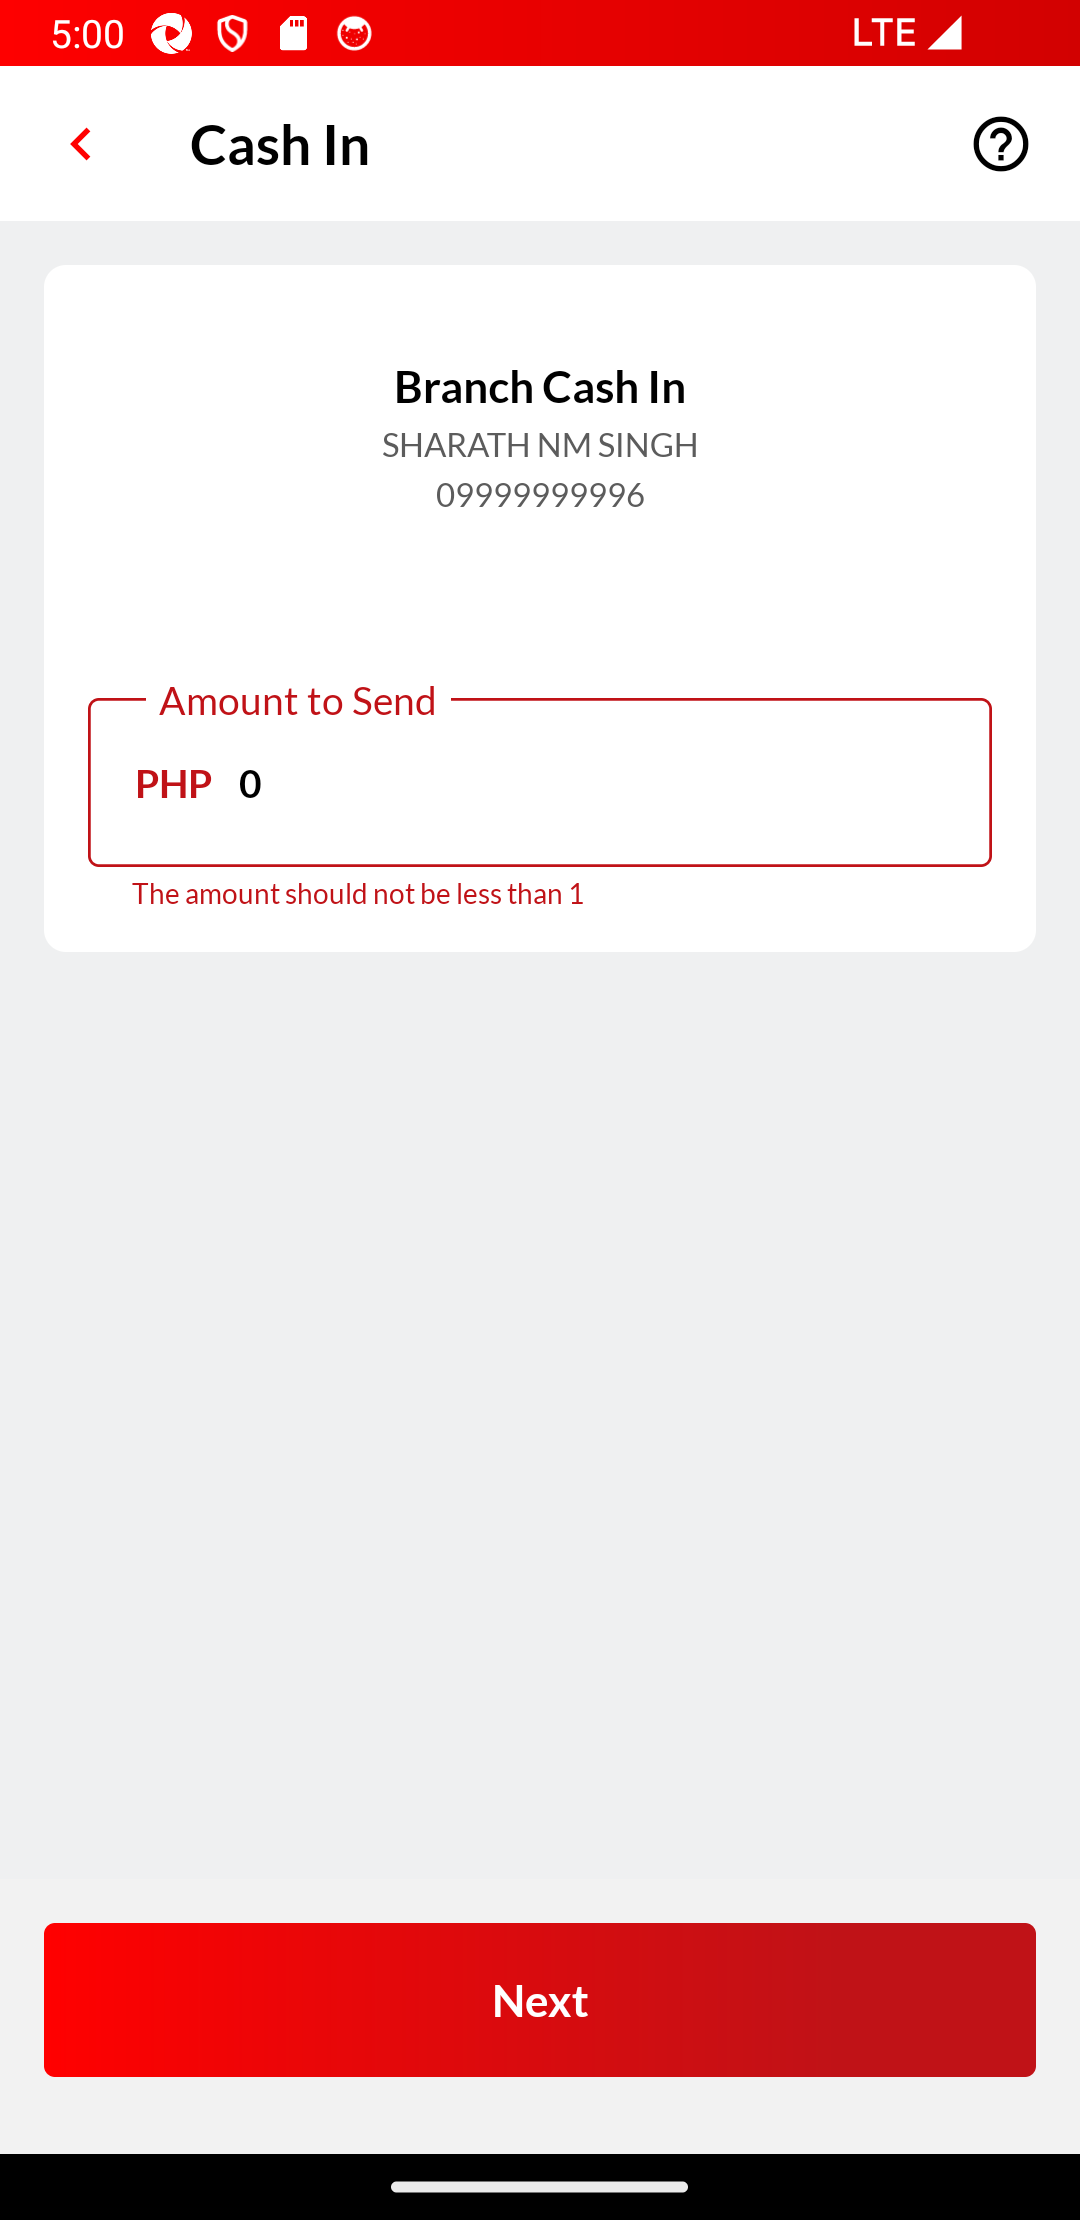 5:00 LTE
Cash In
Branch Cash In
SHARATH NM SINGH
09999999996
Amount to Send
PHP 0
The amount should not be less than 1
Next